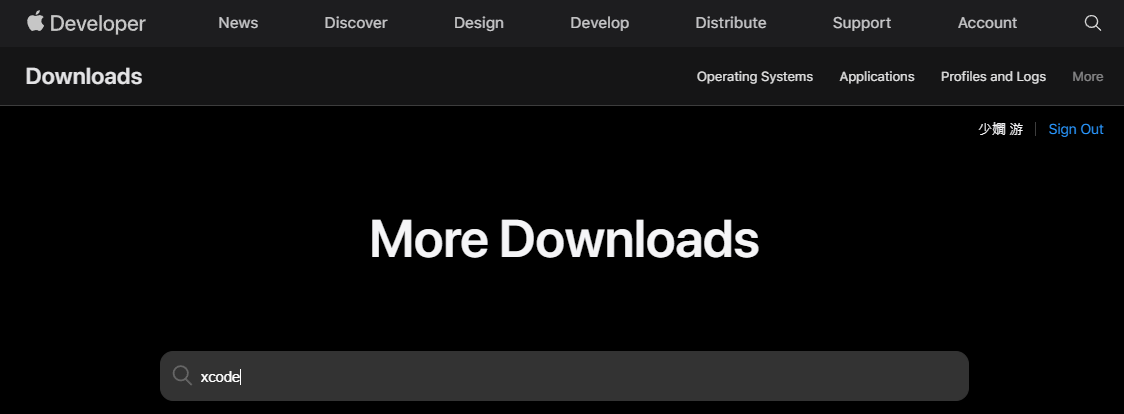 Developer News Discover Design Develop Distribute Support Account
Downloads Operating Systems Applications Profiles and Logs More
少嫺 游 Sign Out
More Downloads
xcode